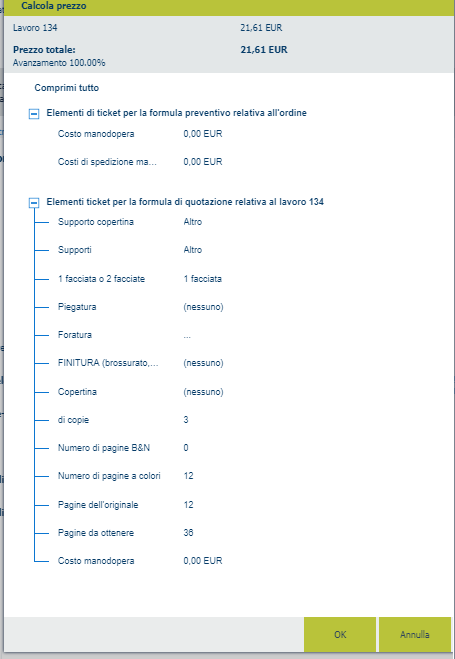 Calcola prezzo
Lavoro 134 21,61 EUR
Prezzo totale: 21,61 EUR
Avanzamento 100.00%
Comprimi tutto
Elementi di ticket per la formula preventivo relativa all'ordine
Costo manodopera 0,00 EUR
Costi di spedizione ma... 0,00 EUR
Elementi ticket per la formula di quotazione relativa al lavoro 134
Supporto copertina Altro
Supporti Altro
1 facciata o 2 facciate 1 facciata
Piegatura (nessuno)
Foratura ...
FINITURA (brossurato,... (nessuno)
Copertina (nessuno)
di copie 3
Numero di pagine B&N 0
Numero di pagine a colori 12
Pagine dell'originale 12
Pagine da ottenere 36
Costo manodopera 0,00 EUR
OK Annulla